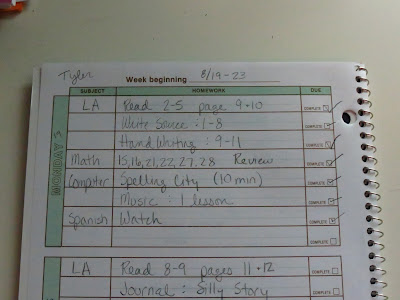 Tyler Week beginning 8/19-23
SUBJECT HOMEWORK DUE
LA Read 2-5 page 9+10 COMPLETE
Write Source : 1-8 COMPLETE
Hand Writing : 9-11 COMPLETE
Math 15,16,21,22,27,28 Review COMPLETE
Computer Spelling City (10 min) COMPLETE
Music : 1 lesson COMPLETE
Spanish Watch COMPLETE
COMPLETE
MONDAY
LA Read 8-9 pages 11+12 COMPLETE
Journal : Silly Story COMPLETE